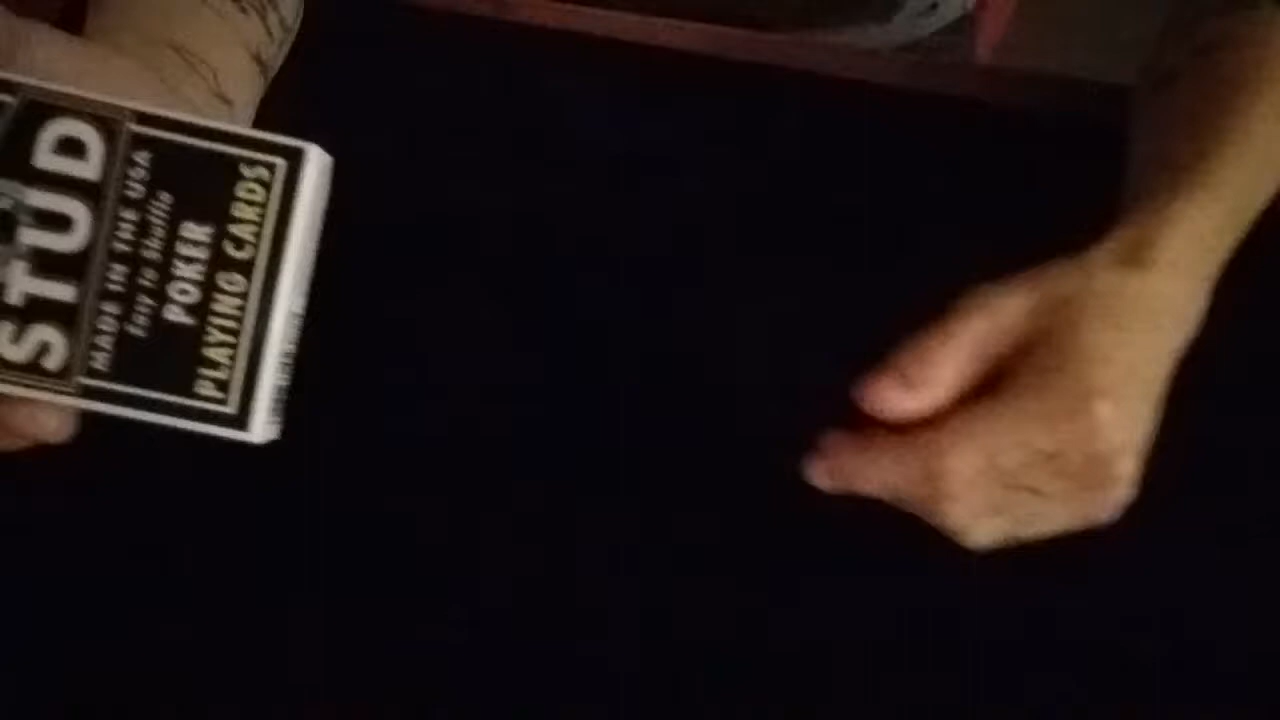 STUD
MADE IN THE USA
Easy to Shuffle
POKER
PLAYING CARDS